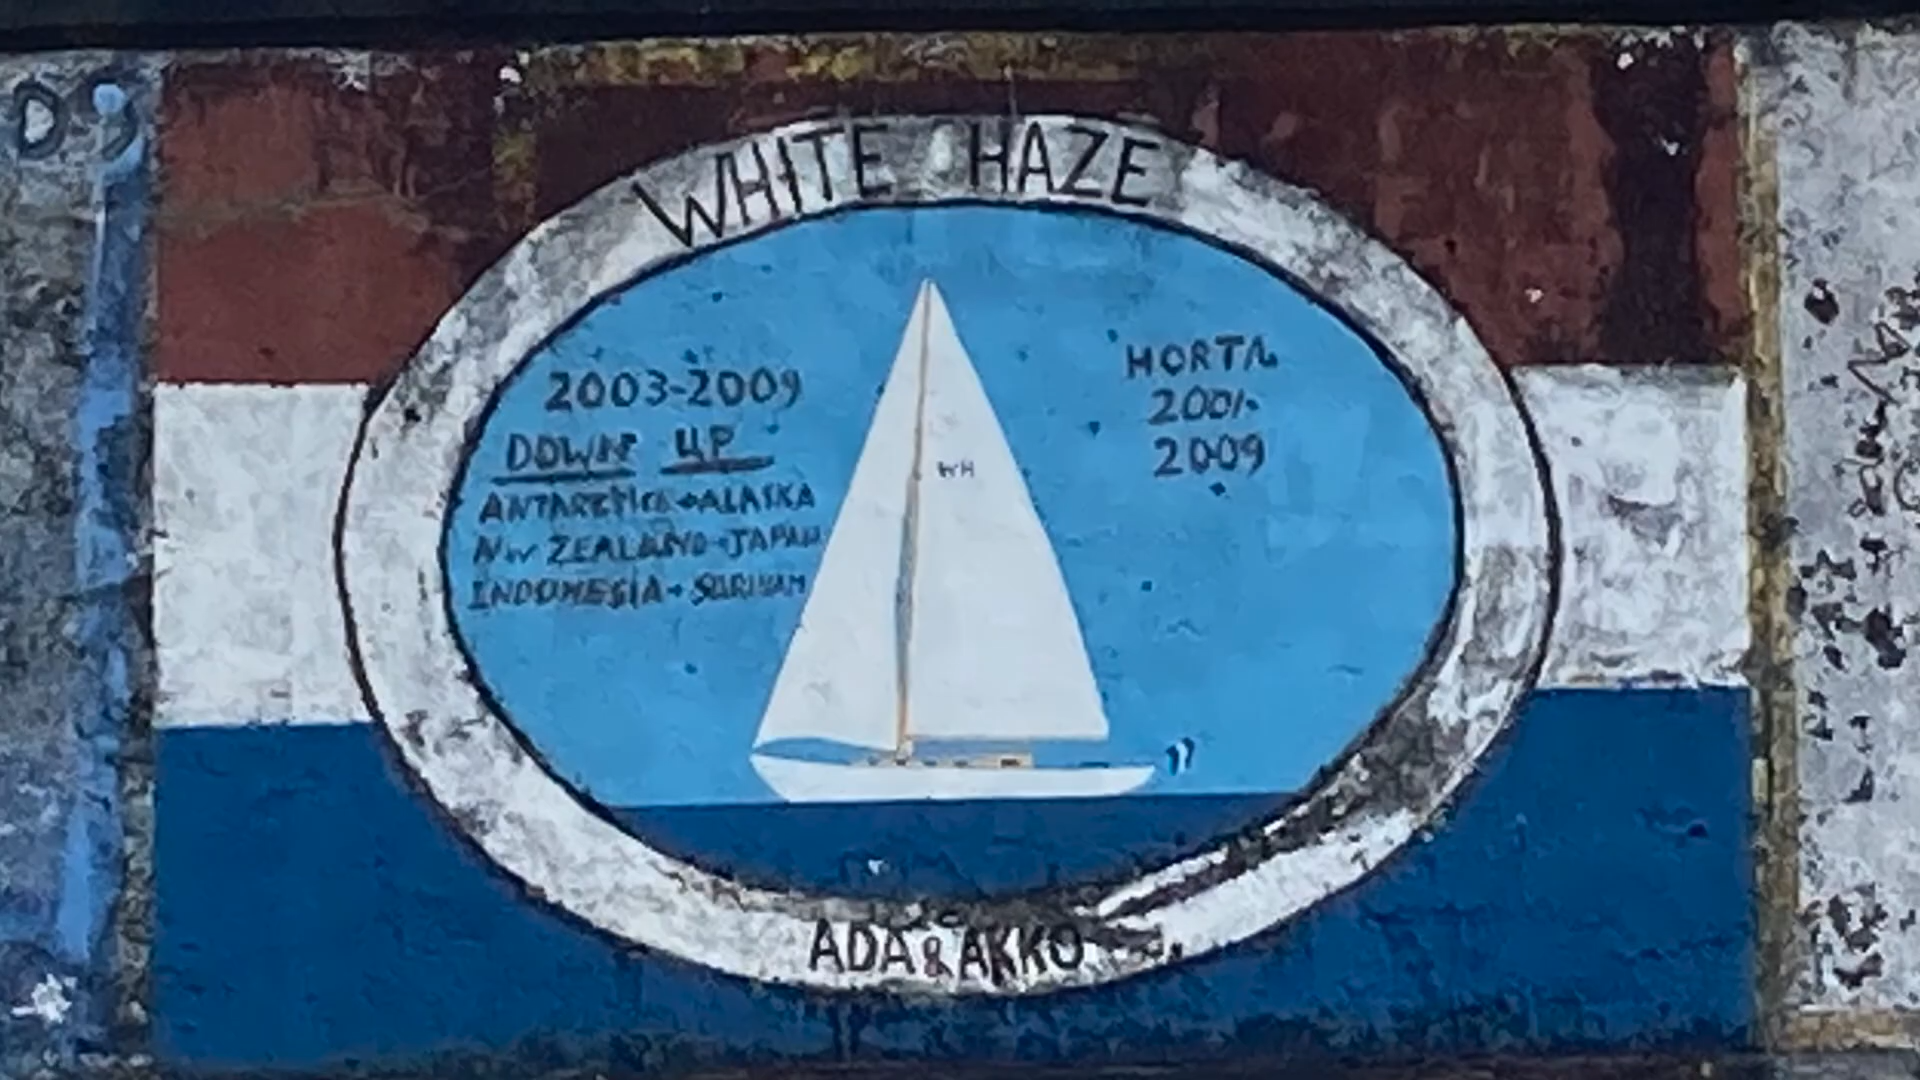 WHITE HAZE
2003-2009
DOWN UP
ANTARCTICA-ALASKA
NW ZEALAND-JAPAN
INDONESIA-SURINAM
HORTA
2001-
2009
WH
ADA & AKKO